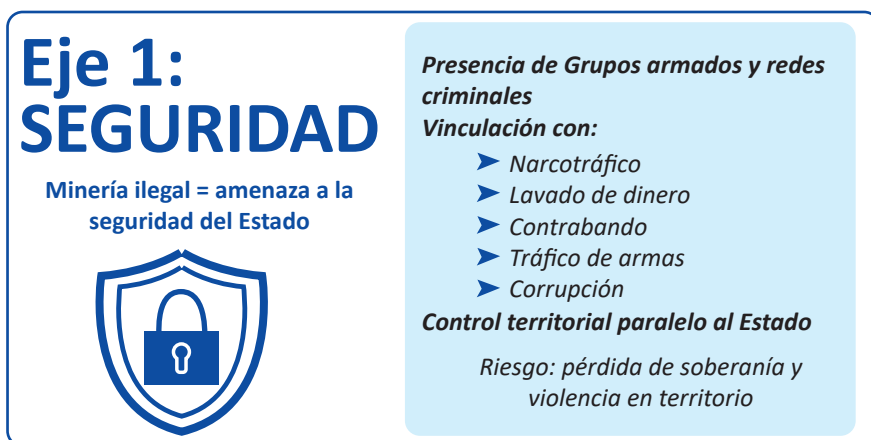 Eje 1:
SEGURIDAD
Minería ilegal = amenaza a la
seguridad del Estado
Presencia de Grupos armados y redes
criminales
Vinculación con:
➤ Narcotráfico
➤ Lavado de dinero
➤ Contrabando
➤ Tráfico de armas
➤ Corrupción
Control territorial paralelo al Estado
Riesgo: pérdida de soberanía y
violencia en territorio